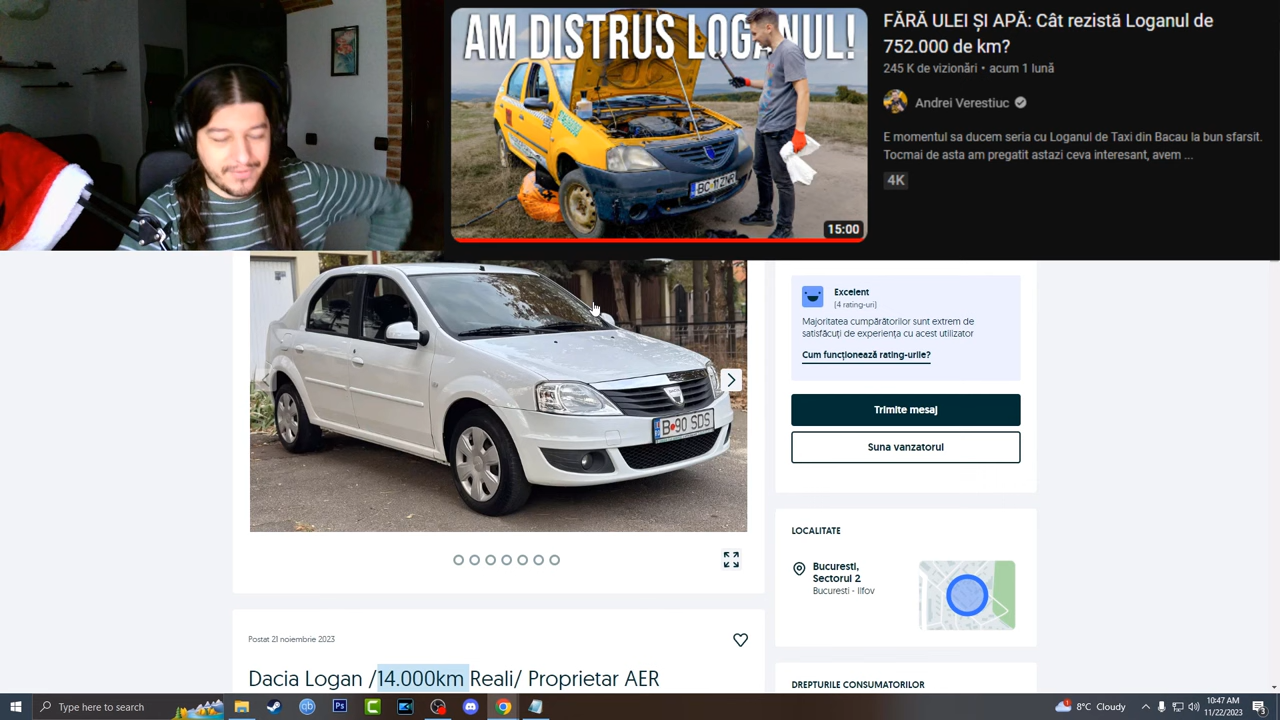 AM DISTRUS LOGANUL!
BC 11 ZNR
15:00
FĂRĂ ULEI ȘI APĂ: Cât rezistă Loganul de
752.000 de km?
245 K de vizionări • acum 1 lună
Andrei Verestiuc
E momentul sa ducem seria cu Loganul de Taxi din Bacau la bun sfarsit.
Tocmai de asta am pregatit astazi ceva interesant, avem ...
4K
B 90 SDS
Excelent
[4 rating-uri]
Majoritatea cumpărătorilor sunt extrem de
satisfăcuți de experiența cu acest utilizator
Cum funcționează rating-urile?
Trimite mesaj
Suna vanzatorul
LOCALITATE
Bucuresti,
Sectorul 2
Bucuresti - Ilfov
Postat 21 noiembrie 2023
Dacia Logan /14.000km Reali/ Proprietar AER
DREPTURILE CONSUMATORILOR
Type here to search
8°C Cloudy
10:47 AM
11/22/2023
3